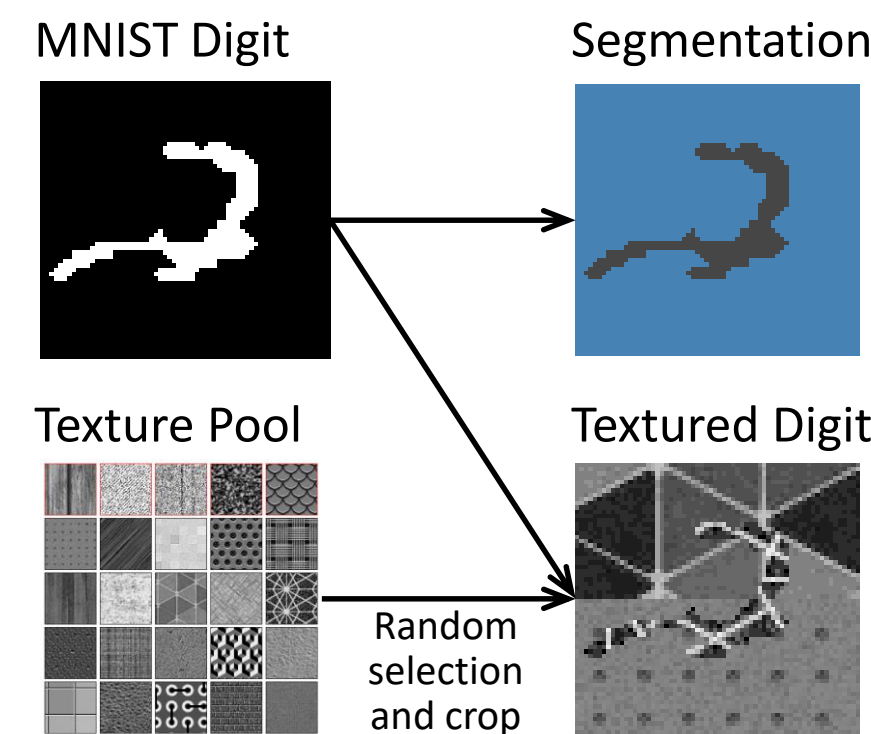 MNIST Digit
Segmentation
Texture Pool
Textured Digit
Random
selection
and crop